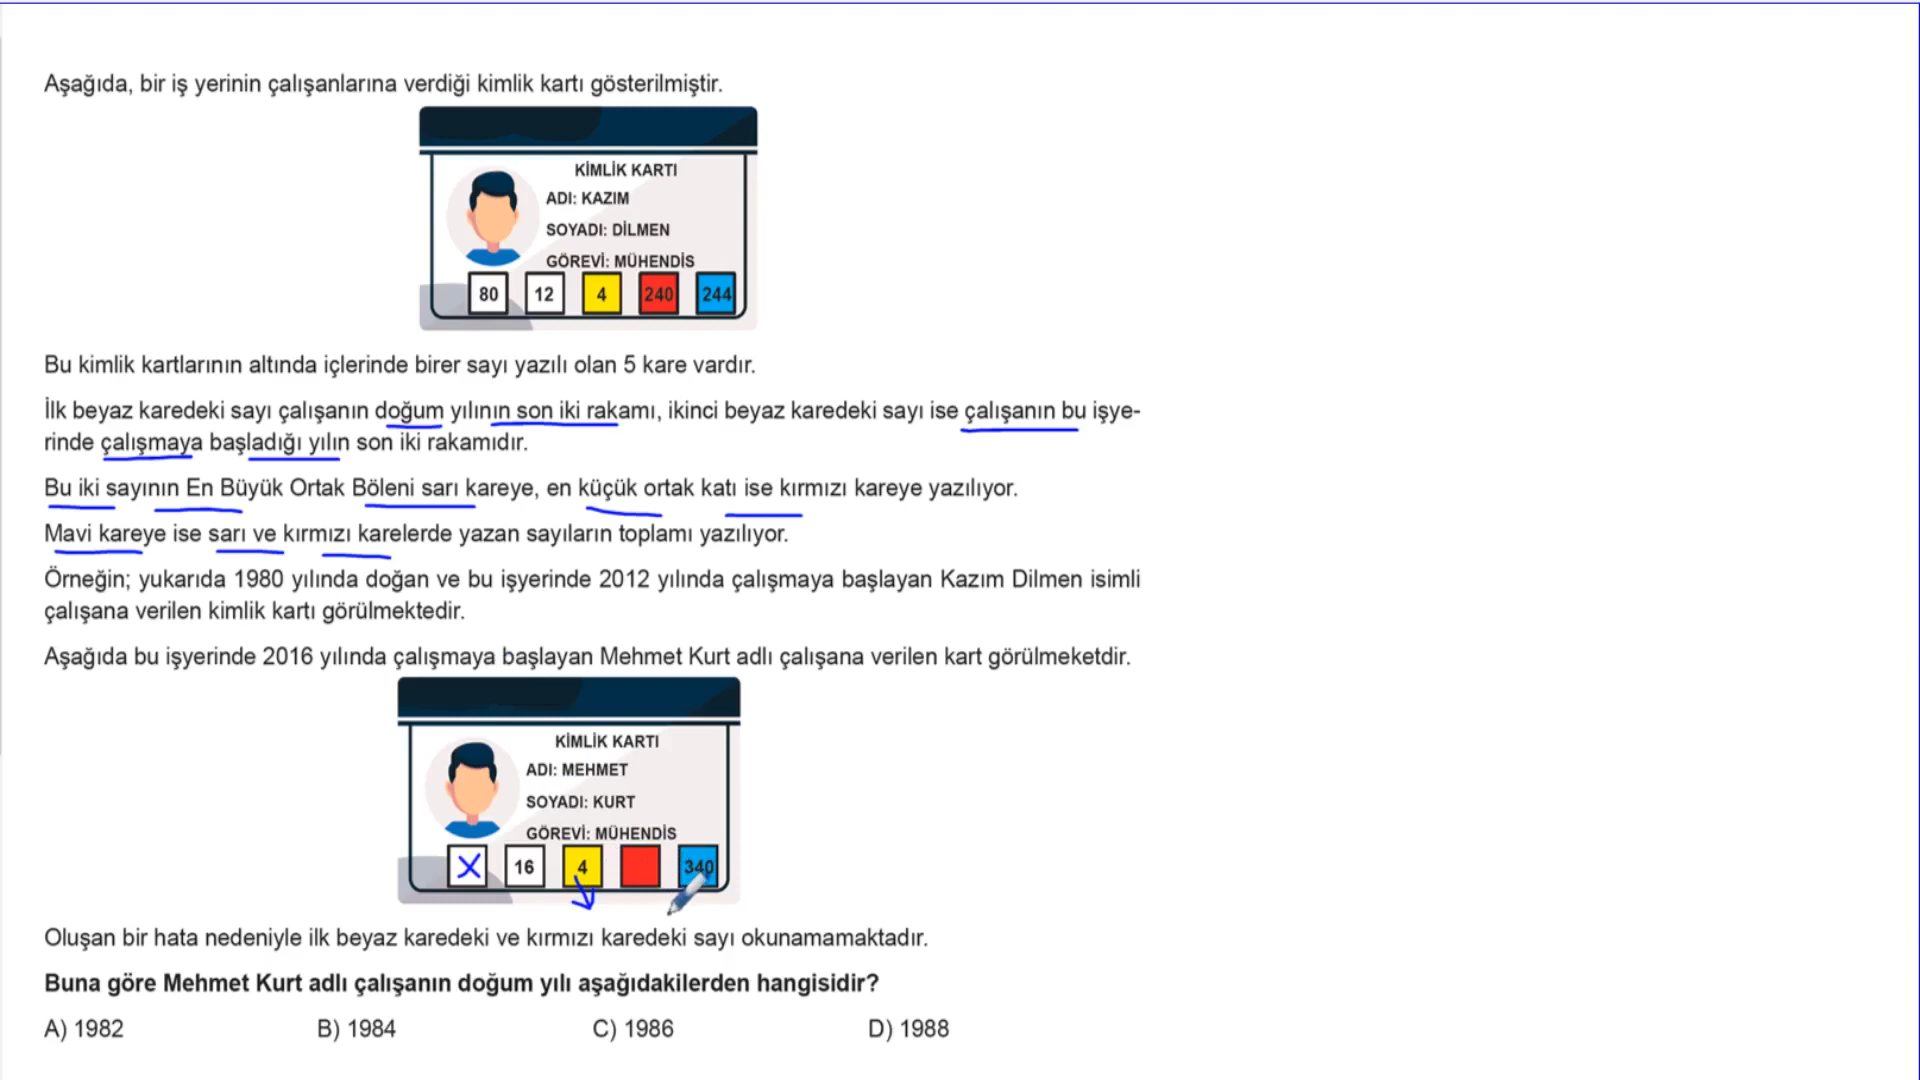 Aşağıda, bir iş yerinin çalışanlarına verdiği kimlik kartı gösterilmiştir.
KİMLİK KARTI
ADI: KAZIM
SOYADI: DİLMEN
GÖREVİ: MÜHENDİS
80 12 4 240 244
Bu kimlik kartlarının altında içlerinde birer sayı yazılı olan 5 kare vardır.
İlk beyaz karedeki sayı çalışanın doğum yılının son iki rakamı, ikinci beyaz karedeki sayı ise çalışanın bu işye-
rinde çalışmaya başladığı yılın son iki rakamıdır.
Bu iki sayının En Büyük Ortak Böleni sarı kareye, en küçük ortak katı ise kırmızı kareye yazılıyor.
Mavi kareye ise sarı ve kırmızı karelerde yazan sayıların toplamı yazılıyor.
Örneğin; yukarıda 1980 yılında doğan ve bu işyerinde 2012 yılında çalışmaya başlayan Kazım Dilmen isimli
çalışana verilen kimlik kartı görülmektedir.
Aşağıda bu işyerinde 2016 yılında çalışmaya başlayan Mehmet Kurt adlı çalışana verilen kart görülmeketdir.
KİMLİK KARTI
ADI: MEHMET
SOYADI: KURT
GÖREVİ: MÜHENDİS
X 16 4 340
Oluşan bir hata nedeniyle ilk beyaz karedeki ve kırmızı karedeki sayı okunamamaktadır.
Buna göre Mehmet Kurt adlı çalışanın doğum yılı aşağıdakilerden hangisidir?
A) 1982 B) 1984 C) 1986 D) 1988